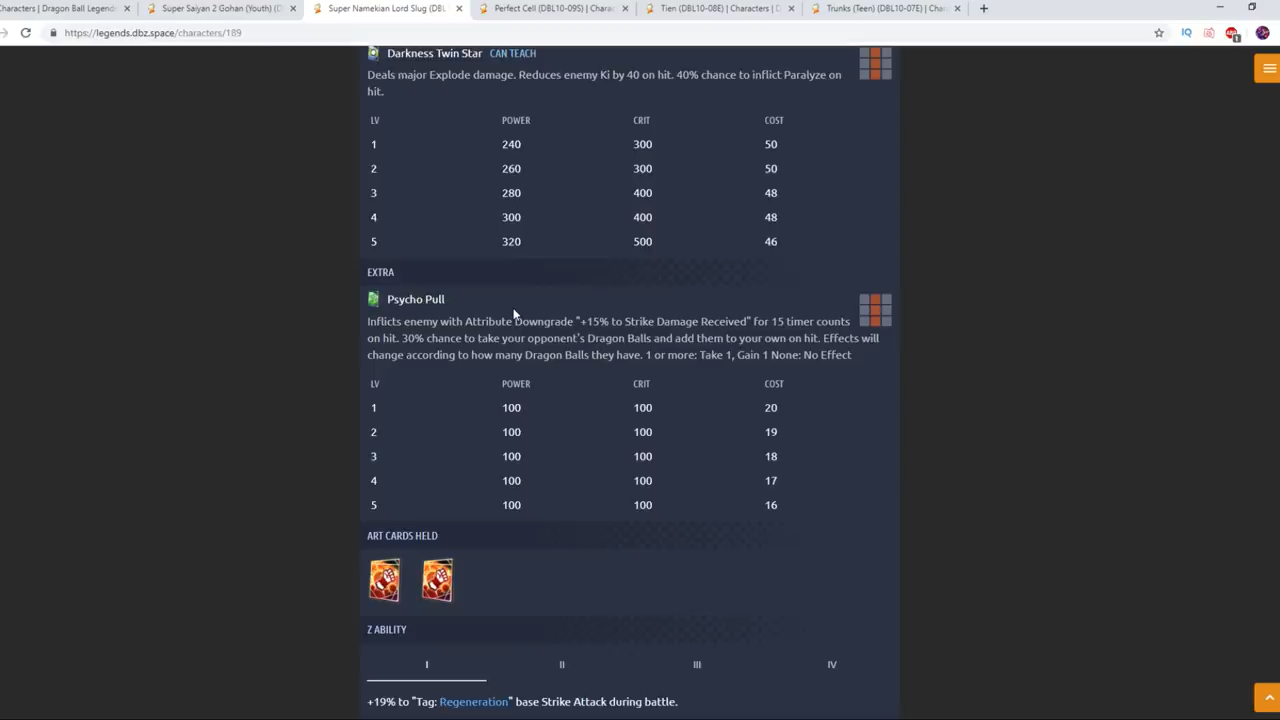 Characters | Dragon Ball Legend
Super Saiyan 2 Gohan (Youth) (D
Super Namekian Lord Slug (DBL
Perfect Cell (DBL10-09S) | Charac
Tien (DBL10-08E) | Characters | D
Trunks (Teen) (DBL10-07E) | Cha
https://legends.dbz.space/characters/189
IQ
1
Darkness Twin Star CAN TEACH
Deals major Explode damage. Reduces enemy Ki by 40 on hit. 40% chance to inflict Paralyze on
hit.
LV POWER CRIT COST
1 240 300 50
2 260 300 50
3 280 400 48
4 300 400 48
5 320 500 46
EXTRA
Psycho Pull
Inflicts enemy with Attribute Downgrade "+15% to Strike Damage Received" for 15 timer counts
on hit. 30% chance to take your opponent's Dragon Balls and add them to your own on hit. Effects will
change according to how many Dragon Balls they have. 1 or more: Take 1, Gain 1 None: No Effect
LV POWER CRIT COST
1 100 100 20
2 100 100 19
3 100 100 18
4 100 100 17
5 100 100 16
ART CARDS HELD
Z ABILITY
I II III IV
+19% to "Tag: Regeneration" base Strike Attack during battle.